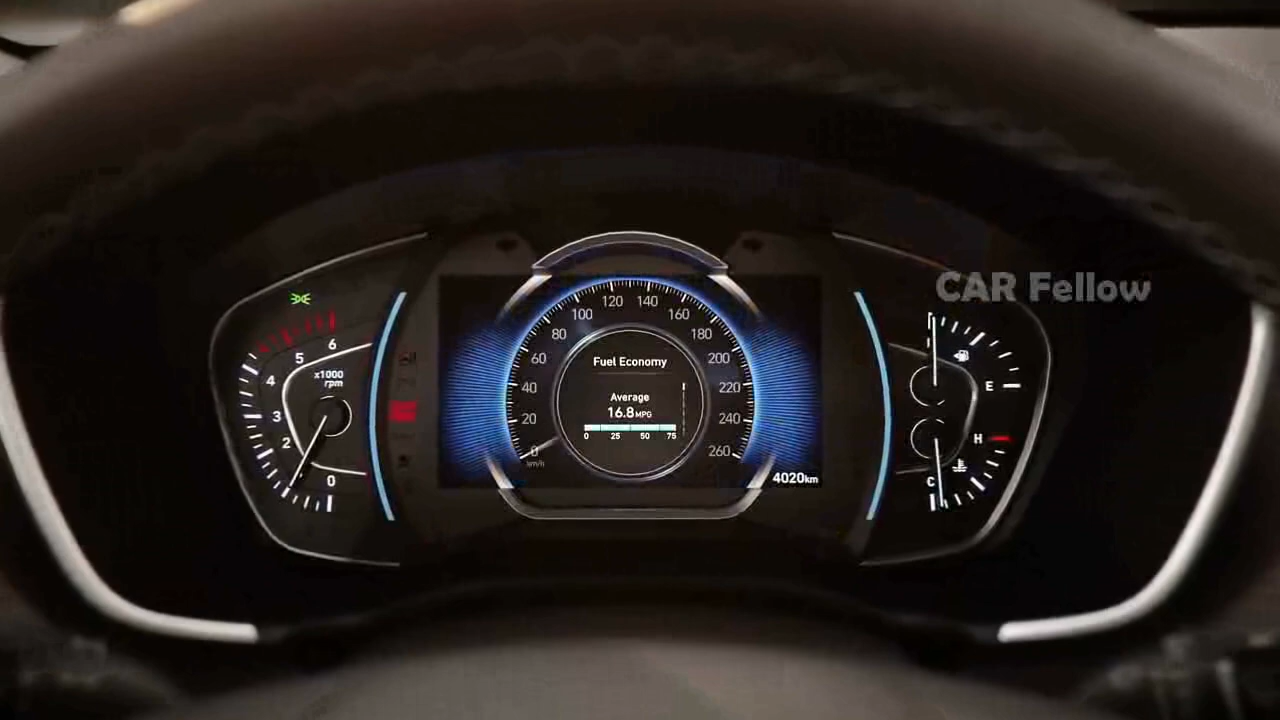 CAR Fellow
120 140
100 160
80 180
60 200
40 220
20 240
0 260
km/h
Fuel Economy
Average
16.8MPG
0 25 50 75
4020km
6
5
4
3
2
0
x1000
rpm
E
H
C